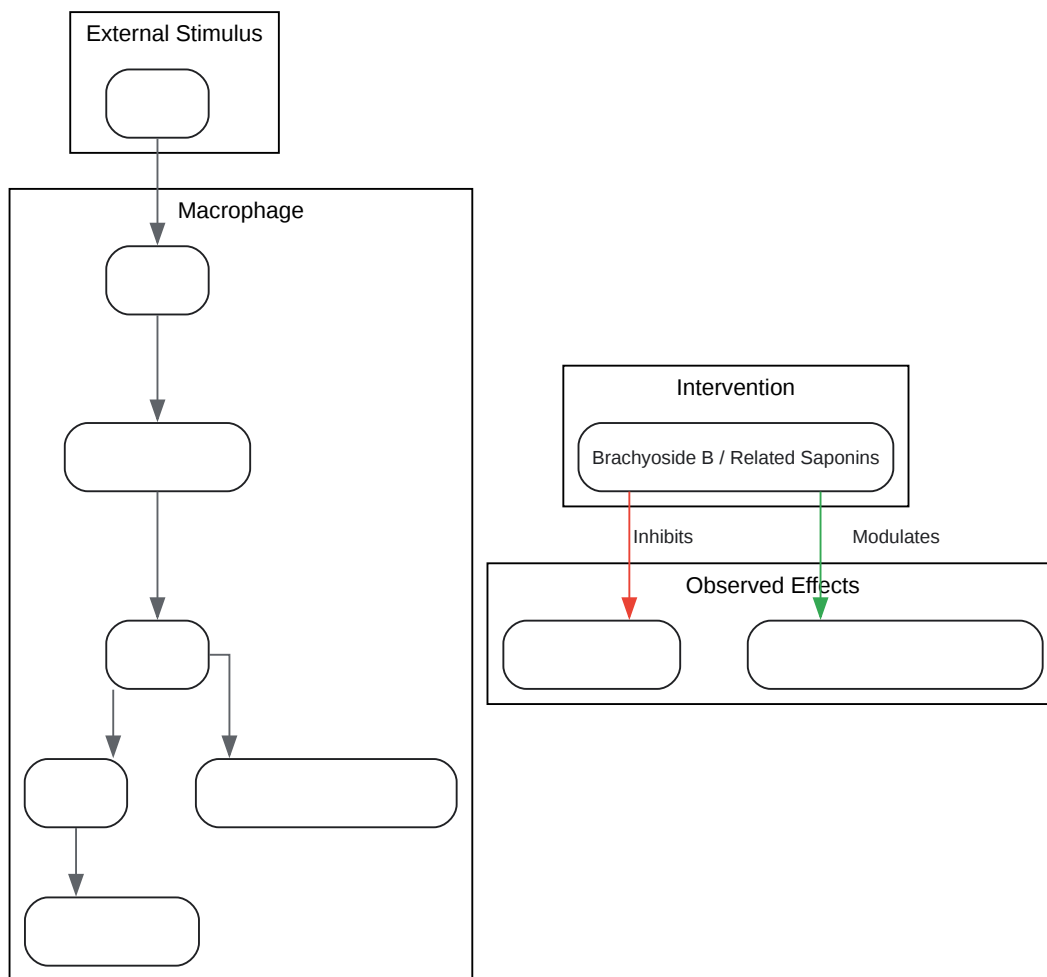 External Stimulus
Macrophage
Intervention
Brachyoside B / Related Saponins
Inhibits
Modulates
Observed Effects